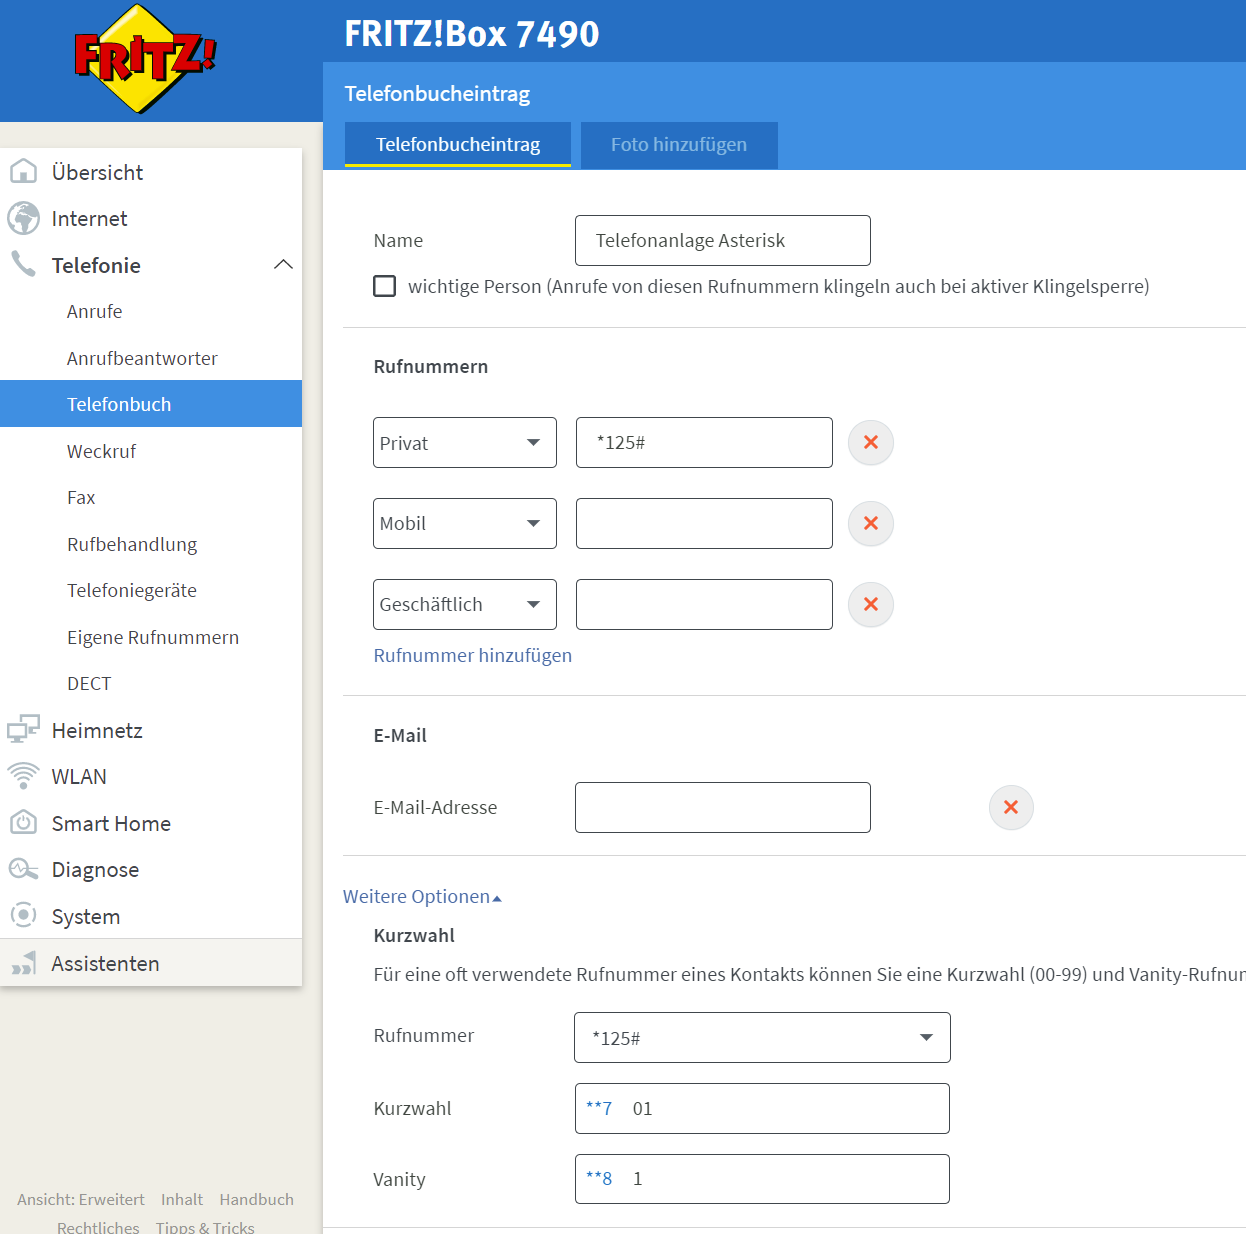 FRITZ!
FRITZ!Box 7490
Telefonbucheintrag
Telefonbucheintrag
Foto hinzufügen
Übersicht
Internet
Telefonie
Anrufe
Anrufbeantworter
Telefonbuch
Weckruf
Fax
Rufbehandlung
Telefoniegeräte
Eigene Rufnummern
DECT
Heimnetz
WLAN
Smart Home
Diagnose
System
Assistenten
Ansicht: Erweitert Inhalt Handbuch
Rechtliches Tipps & Tricks
Name Telefonanlage Asterisk
wichtige Person (Anrufe von diesen Rufnummern klingeln auch bei aktiver Klingelsperre)
Rufnummern
Privat *125#
Mobil
Geschäftlich
Rufnummer hinzufügen
E-Mail
E-Mail-Adresse
Weitere Optionen
Kurzwahl
Für eine oft verwendete Rufnummer eines Kontakts können Sie eine Kurzwahl (00-99) und Vanity-Rufnur
Rufnummer *125#
Kurzwahl **7 01
Vanity **8 1